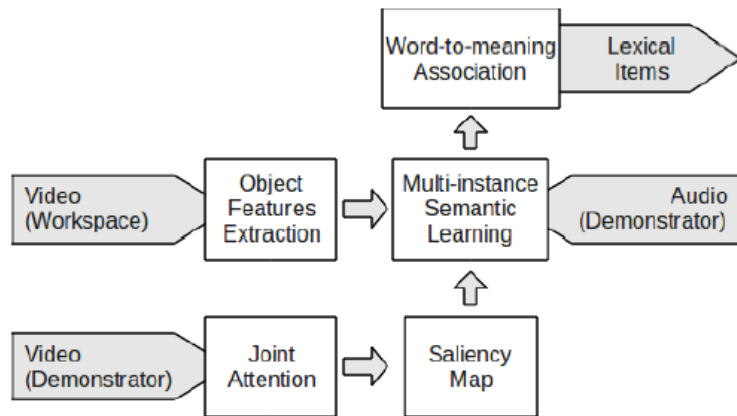 Word-to-meaning
Association
Lexical
Items
Video
(Workspace)
Object
Features
Extraction
Multi-instance
Semantic
Learning
Audio
(Demonstrator)
Video
(Demonstrator)
Joint
Attention
Saliency
Map